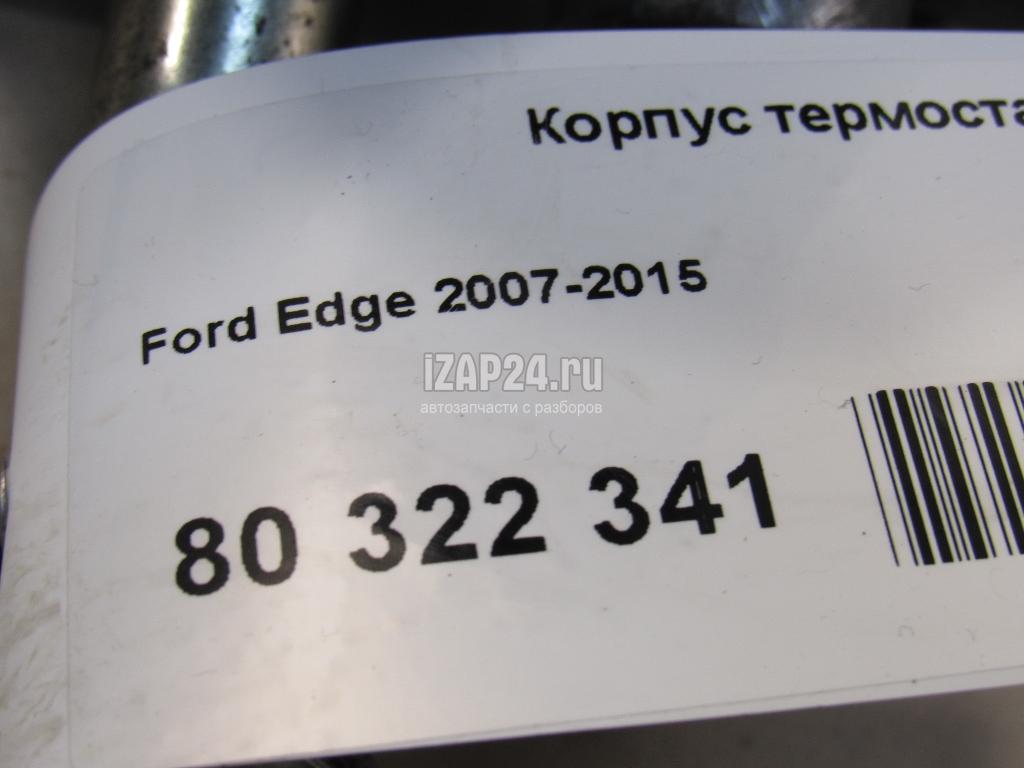 Корпус термоста
Ford Edge 2007-2015
iZAP24.ru
автозапчасти с разборов
80 322 341